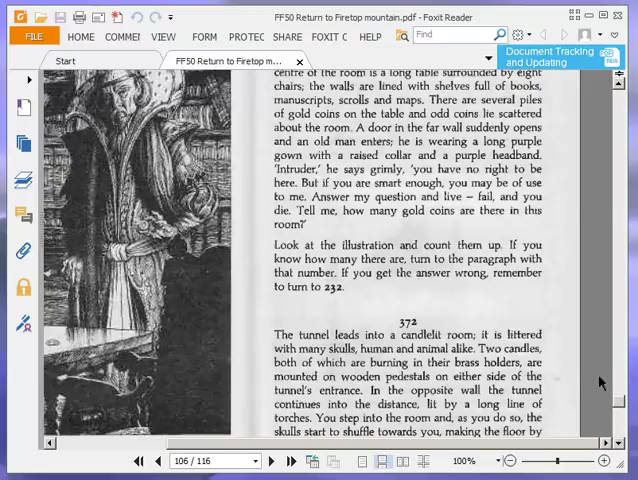 FF50 Return to Firetop mountain.pdf - Foxit Reader
FILE HOME COMMEI VIEW FORM PROTEC SHARE FOXIT C HELP Find
Document Tracking
and Updating
Start FF50 Return to Firetop m...
centre of the room is a long table surrounded by eight
chairs; the walls are lined with shelves full of books,
manuscripts, scrolls and maps. There are several piles
of gold coins on the table and odd coins lie scattered
about the room. A door in the far wall suddenly opens
and an old man enters; he is wearing a long purple
gown with a raised collar and a purple headband.
'Intruder,' he says grimly, 'you have no right to be
here. But if you are smart enough, you may be of use
to me. Answer my question and live – fail, and you
die. Tell me, how many gold coins are there in this
room?'
Look at the illustration and count them up. If you
know how many there are, turn to the paragraph with
that number. If you get the answer wrong, remember
to turn to 232.
372
The tunnel leads into a candlelit room; it is littered
with many skulls, human and animal alike. Two candles,
both of which are burning in their brass holders, are
mounted on wooden pedestals on either side of the
tunnel's entrance. In the opposite wall the tunnel
continues into the distance, lit by a long line of
torches. You step into the room and, as you do so, the
skulls start to shuffle towards you, making the floor by
106 / 116 100%